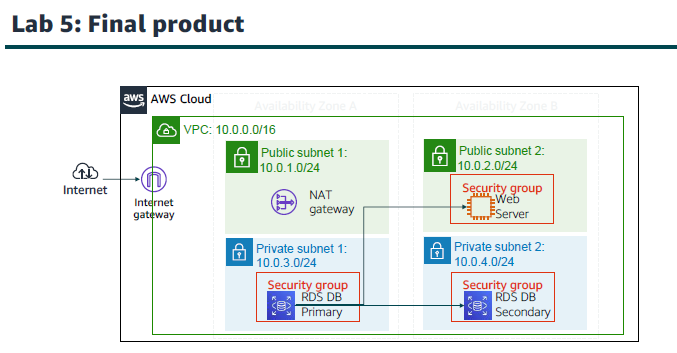 Lab 5: Final product
aws
AWS Cloud
Availability Zone A
Availability Zone B
VPC: 10.0.0.0/16
Public subnet 1:
10.0.1.0/24
Public subnet 2:
10.0.2.0/24
Internet
Internet
gateway
NAT
gateway
Security group
Web
Server
Private subnet 1:
10.0.3.0/24
Private subnet 2:
10.0.4.0/24
Security group
RDS DB
Primary
Security group
RDS DB
Secondary